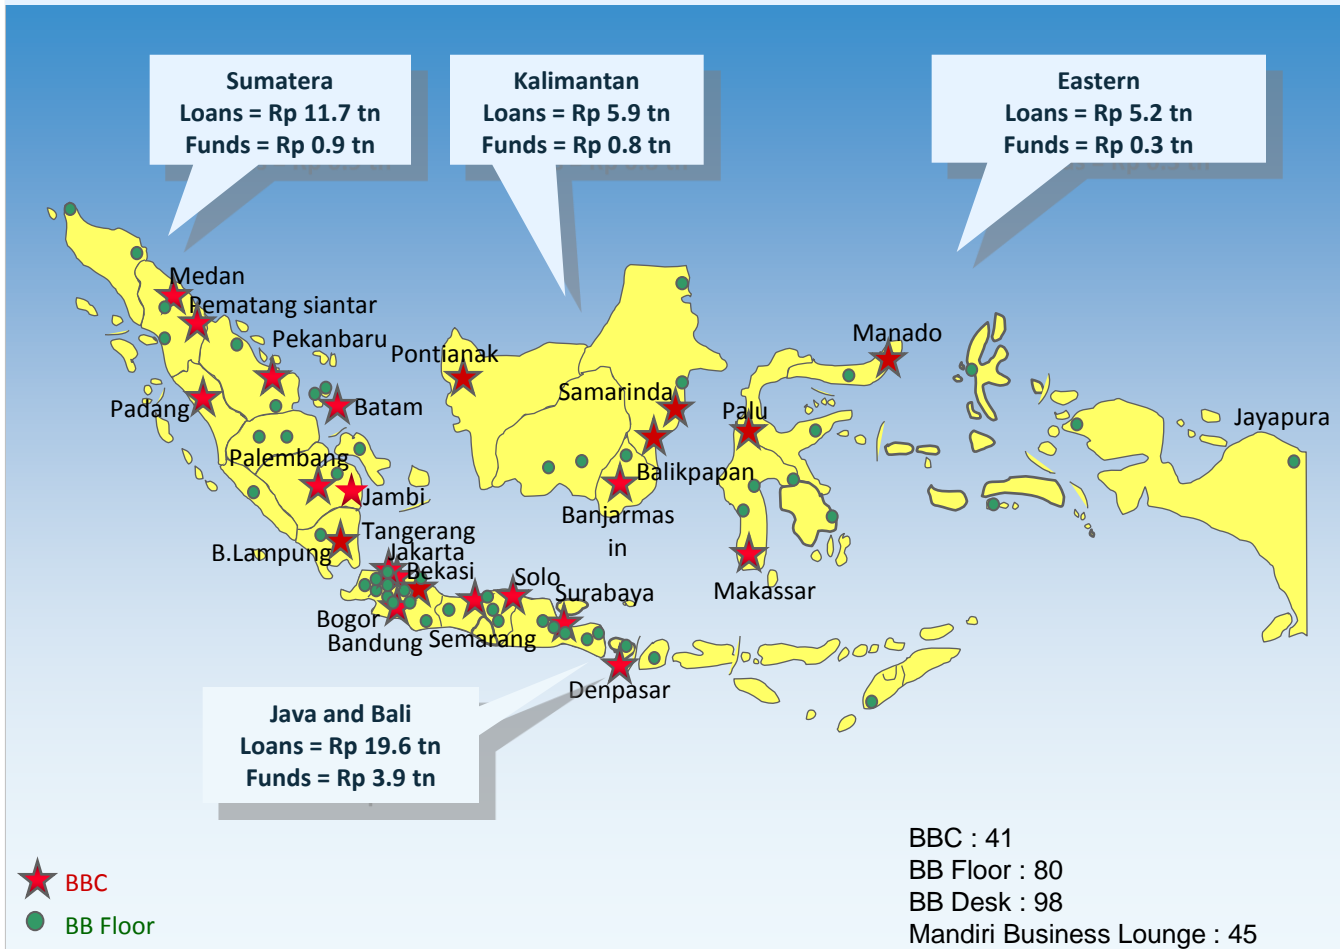 Sumatera
Loans = Rp 11.7 tn
Funds = Rp 0.9 tn
Kalimantan
Loans = Rp 5.9 tn
Funds = Rp 0.8 tn
Eastern
Loans = Rp 5.2 tn
Funds = Rp 0.3 tn
Medan
Pematang siantar
Pekanbaru
Padang
Batam
Palembang
Jambi
B.Lampung
Tangerang
Jakarta
Bekasi
Bogor
Bandung
Semarang
Solo
Surabaya
Denpasar
Pontianak
Samarinda
Balikpapan
Banjarmas
in
Manado
Palu
Makassar
Jayapura
Java and Bali
Loans = Rp 19.6 tn
Funds = Rp 3.9 tn
BBC
BB Floor
BBC : 41
BB Floor : 80
BB Desk : 98
Mandiri Business Lounge : 45